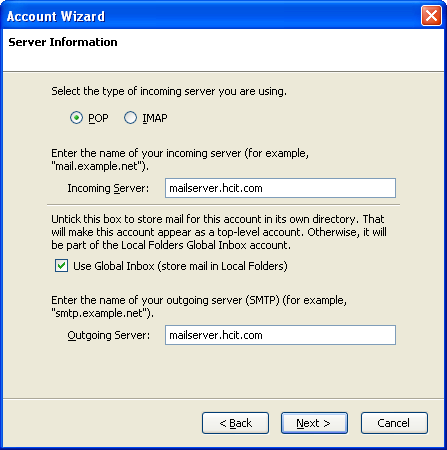 Account Wizard
Server Information
Select the type of incoming server you are using.
POP IMAP
Enter the name of your incoming server (for example,
"mail.example.net").
Incoming Server: mailserver.hcit.com
Untick this box to store mail for this account in its own directory. That
will make this account appear as a top-level account. Otherwise, it will
be part of the Local Folders Global Inbox account.
Use Global Inbox (store mail in Local Folders)
Enter the name of your outgoing server (SMTP) (for example,
"smtp.example.net").
Outgoing Server: mailserver.hcit.com
< Back Next > Cancel